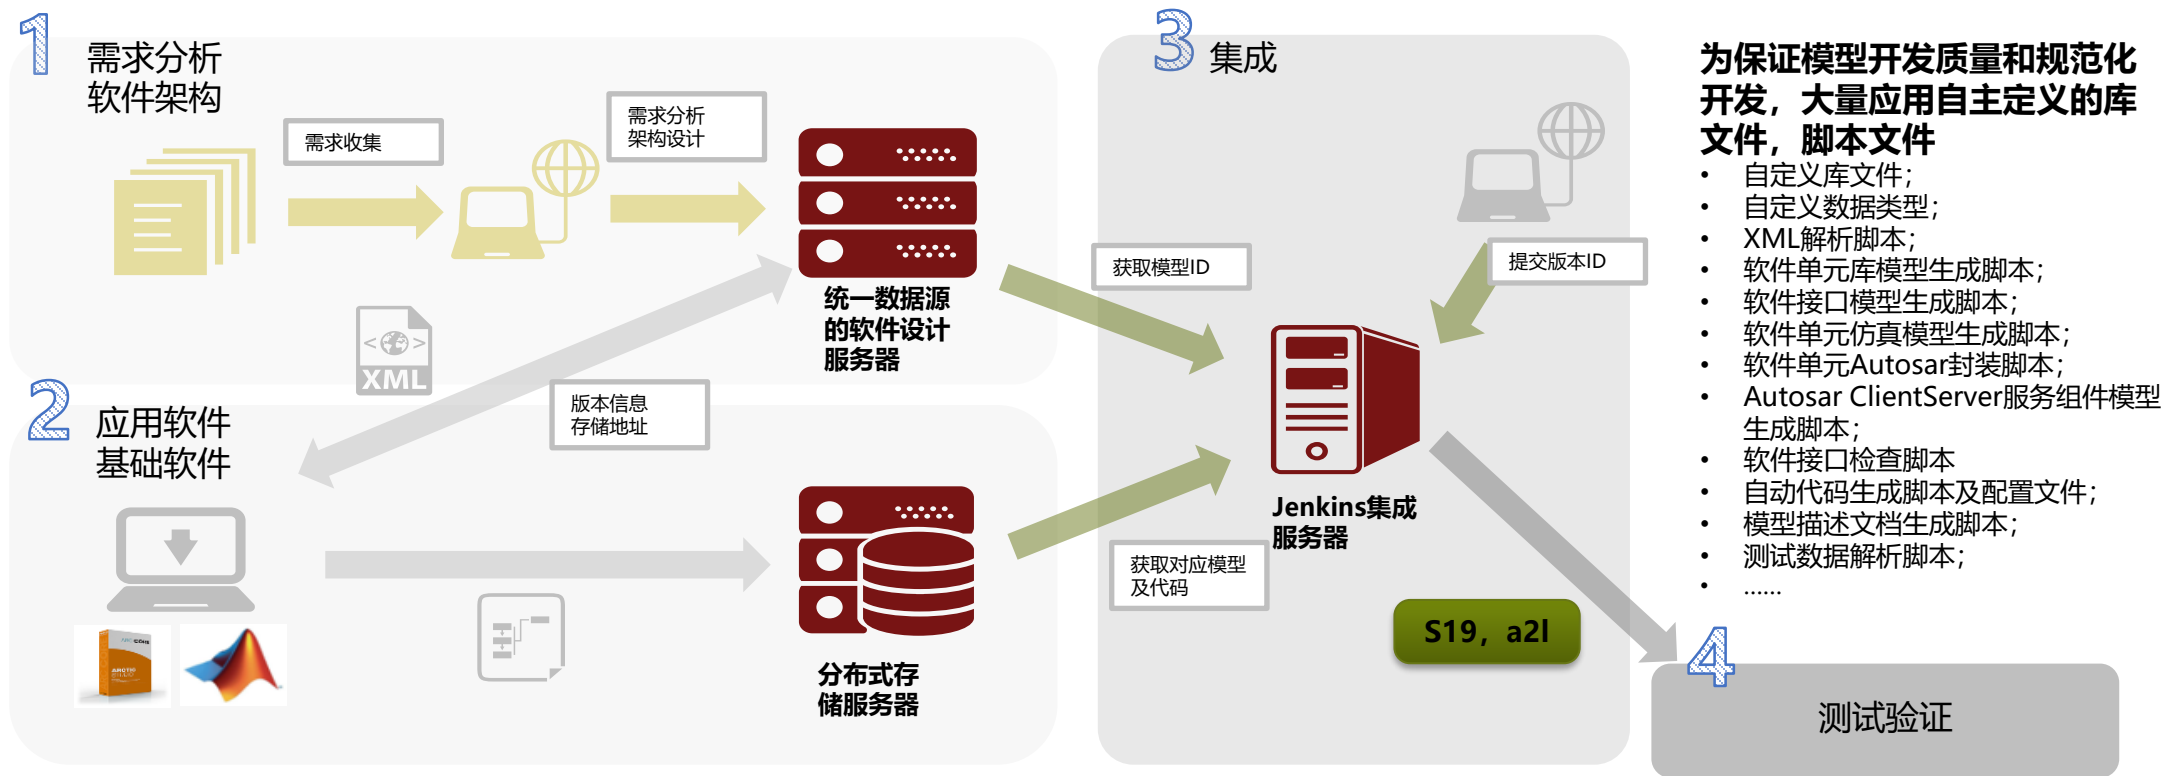 1
需求分析
软件架构
需求收集
需求分析
架构设计
统一数据源
的软件设计
服务器
XML
版本信息
存储地址
2
应用软件
基础软件
分布式存
储服务器
3
集成
获取模型ID
提交版本ID
Jenkins集成
服务器
获取对应模型
及代码
S19，a2l
为保证模型开发质量和规范化
开发，大量应用自主定义的库
文件，脚本文件
• 自定义库文件；
• 自定义数据类型；
• XML解析脚本；
• 软件单元库模型生成脚本；
• 软件接口模型生成脚本；
• 软件单元仿真模型生成脚本；
• 软件单元Autosar封装脚本；
• Autosar ClientServer服务组件模型
生成脚本；
• 软件接口检查脚本
• 自动代码生成脚本及配置文件；
• 模型描述文档生成脚本；
• 测试数据解析脚本；
• ......
4
测试验证